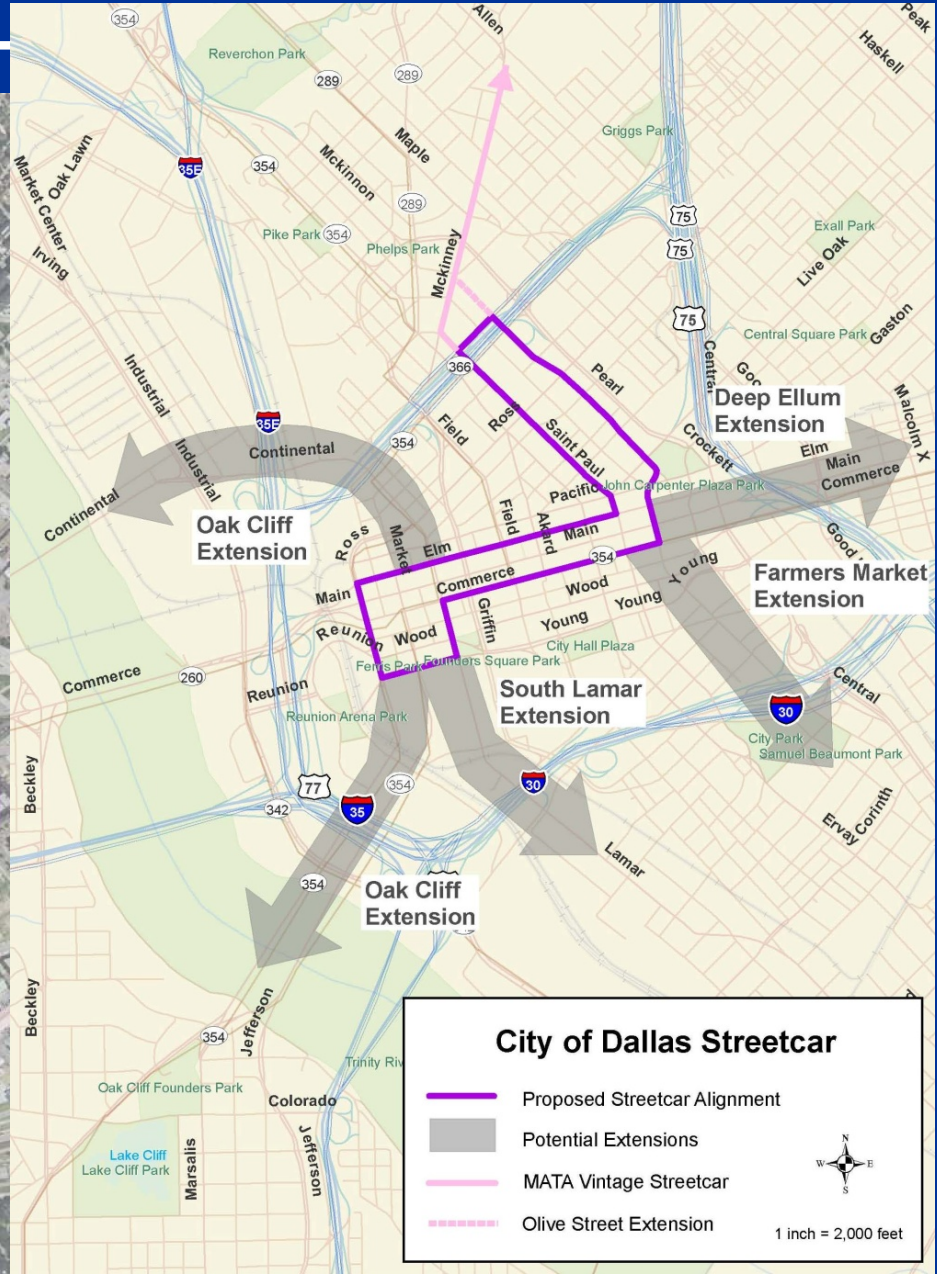 354
Allen
Peak
Haskell
Reverchon Park
289
289
Griggs Park
Maple
Oak Lawn
Market Center
35E
354
Mckinnon
289
75
75
Exall Park
Pike Park
354
Phelps Park
Live Oak
Irving
Mckinney
75
Central Square Park
Gaston
Central
366
Pearl
Industrial
Deep Ellum
Extension
Malcolm X
Ross
35E
Field
354
Saint Paul
Crockett
Elm
Main
Commerce
Continental
Industrial
Continental
Pacific
John Carpenter Plaza Park
Oak Cliff
Extension
Ross
Market
Field
Akard
Main
Elm
354
Young
Farmers Market
Extension
Main
Commerce
Wood
Young
Griffin
Young
Reunion
Wood
City Hall Plaza
Ferris Park
Founders Square Park
Commerce
260
Reunion
South Lamar
Extension
Central
30
Reunion Arena Park
City Park
Samuel Beaumont Park
Beckley
77
354
30
342
35
Ervay
Corinth
Lamar
354
Oak Cliff
Extension
Beckley
Jefferson
354
Trinity Riv
Oak Cliff Founders Park
Colorado
Jefferson
Marsalis
Lake Cliff
Lake Cliff Park
City of Dallas Streetcar
Proposed Streetcar Alignment
Potential Extensions
MATA Vintage Streetcar
Olive Street Extension
N
W
E
S
1 inch = 2,000 feet